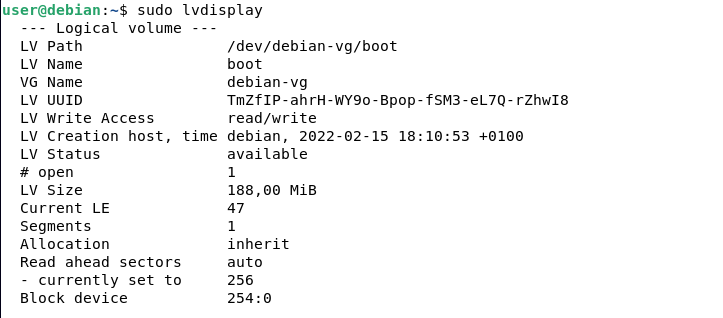 user@debian:~$ sudo lvdisplay
--- Logical volume ---
LV Path                /dev/debian-vg/boot
LV Name                boot
VG Name                debian-vg
LV UUID                TmZfIP-ahrH-WY9o-Bpop-fSM3-eL7Q-rZhwI8
LV Write Access        read/write
LV Creation host, time debian, 2022-02-15 18:10:53 +0100
LV Status              available
# open                 1
LV Size                188,00 MiB
Current LE             47
Segments               1
Allocation             inherit
Read ahead sectors     auto
- currently set to     256
Block device           254:0